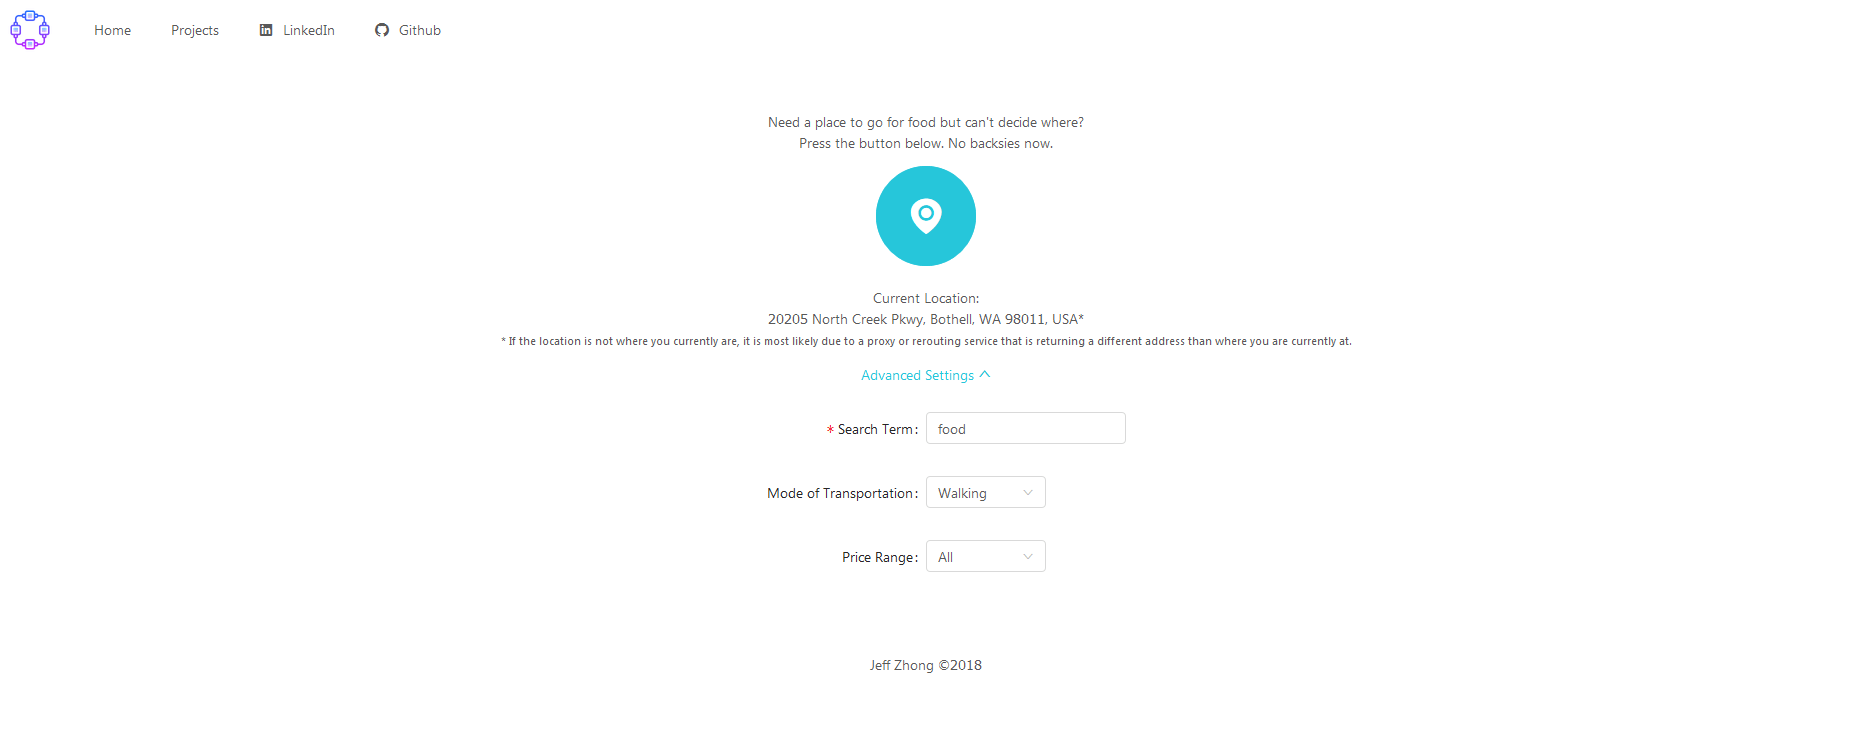 Home Projects LinkedIn Github
Need a place to go for food but can't decide where?
Press the button below. No backsies now.
Current Location:
20205 North Creek Pkwy, Bothell, WA 98011, USA*
* If the location is not where you currently are, it is most likely due to a proxy or rerouting service that is returning a different address than where you are currently at.
Advanced Settings
* Search Term: food
Mode of Transportation: Walking
Price Range: All
Jeff Zhong ©2018